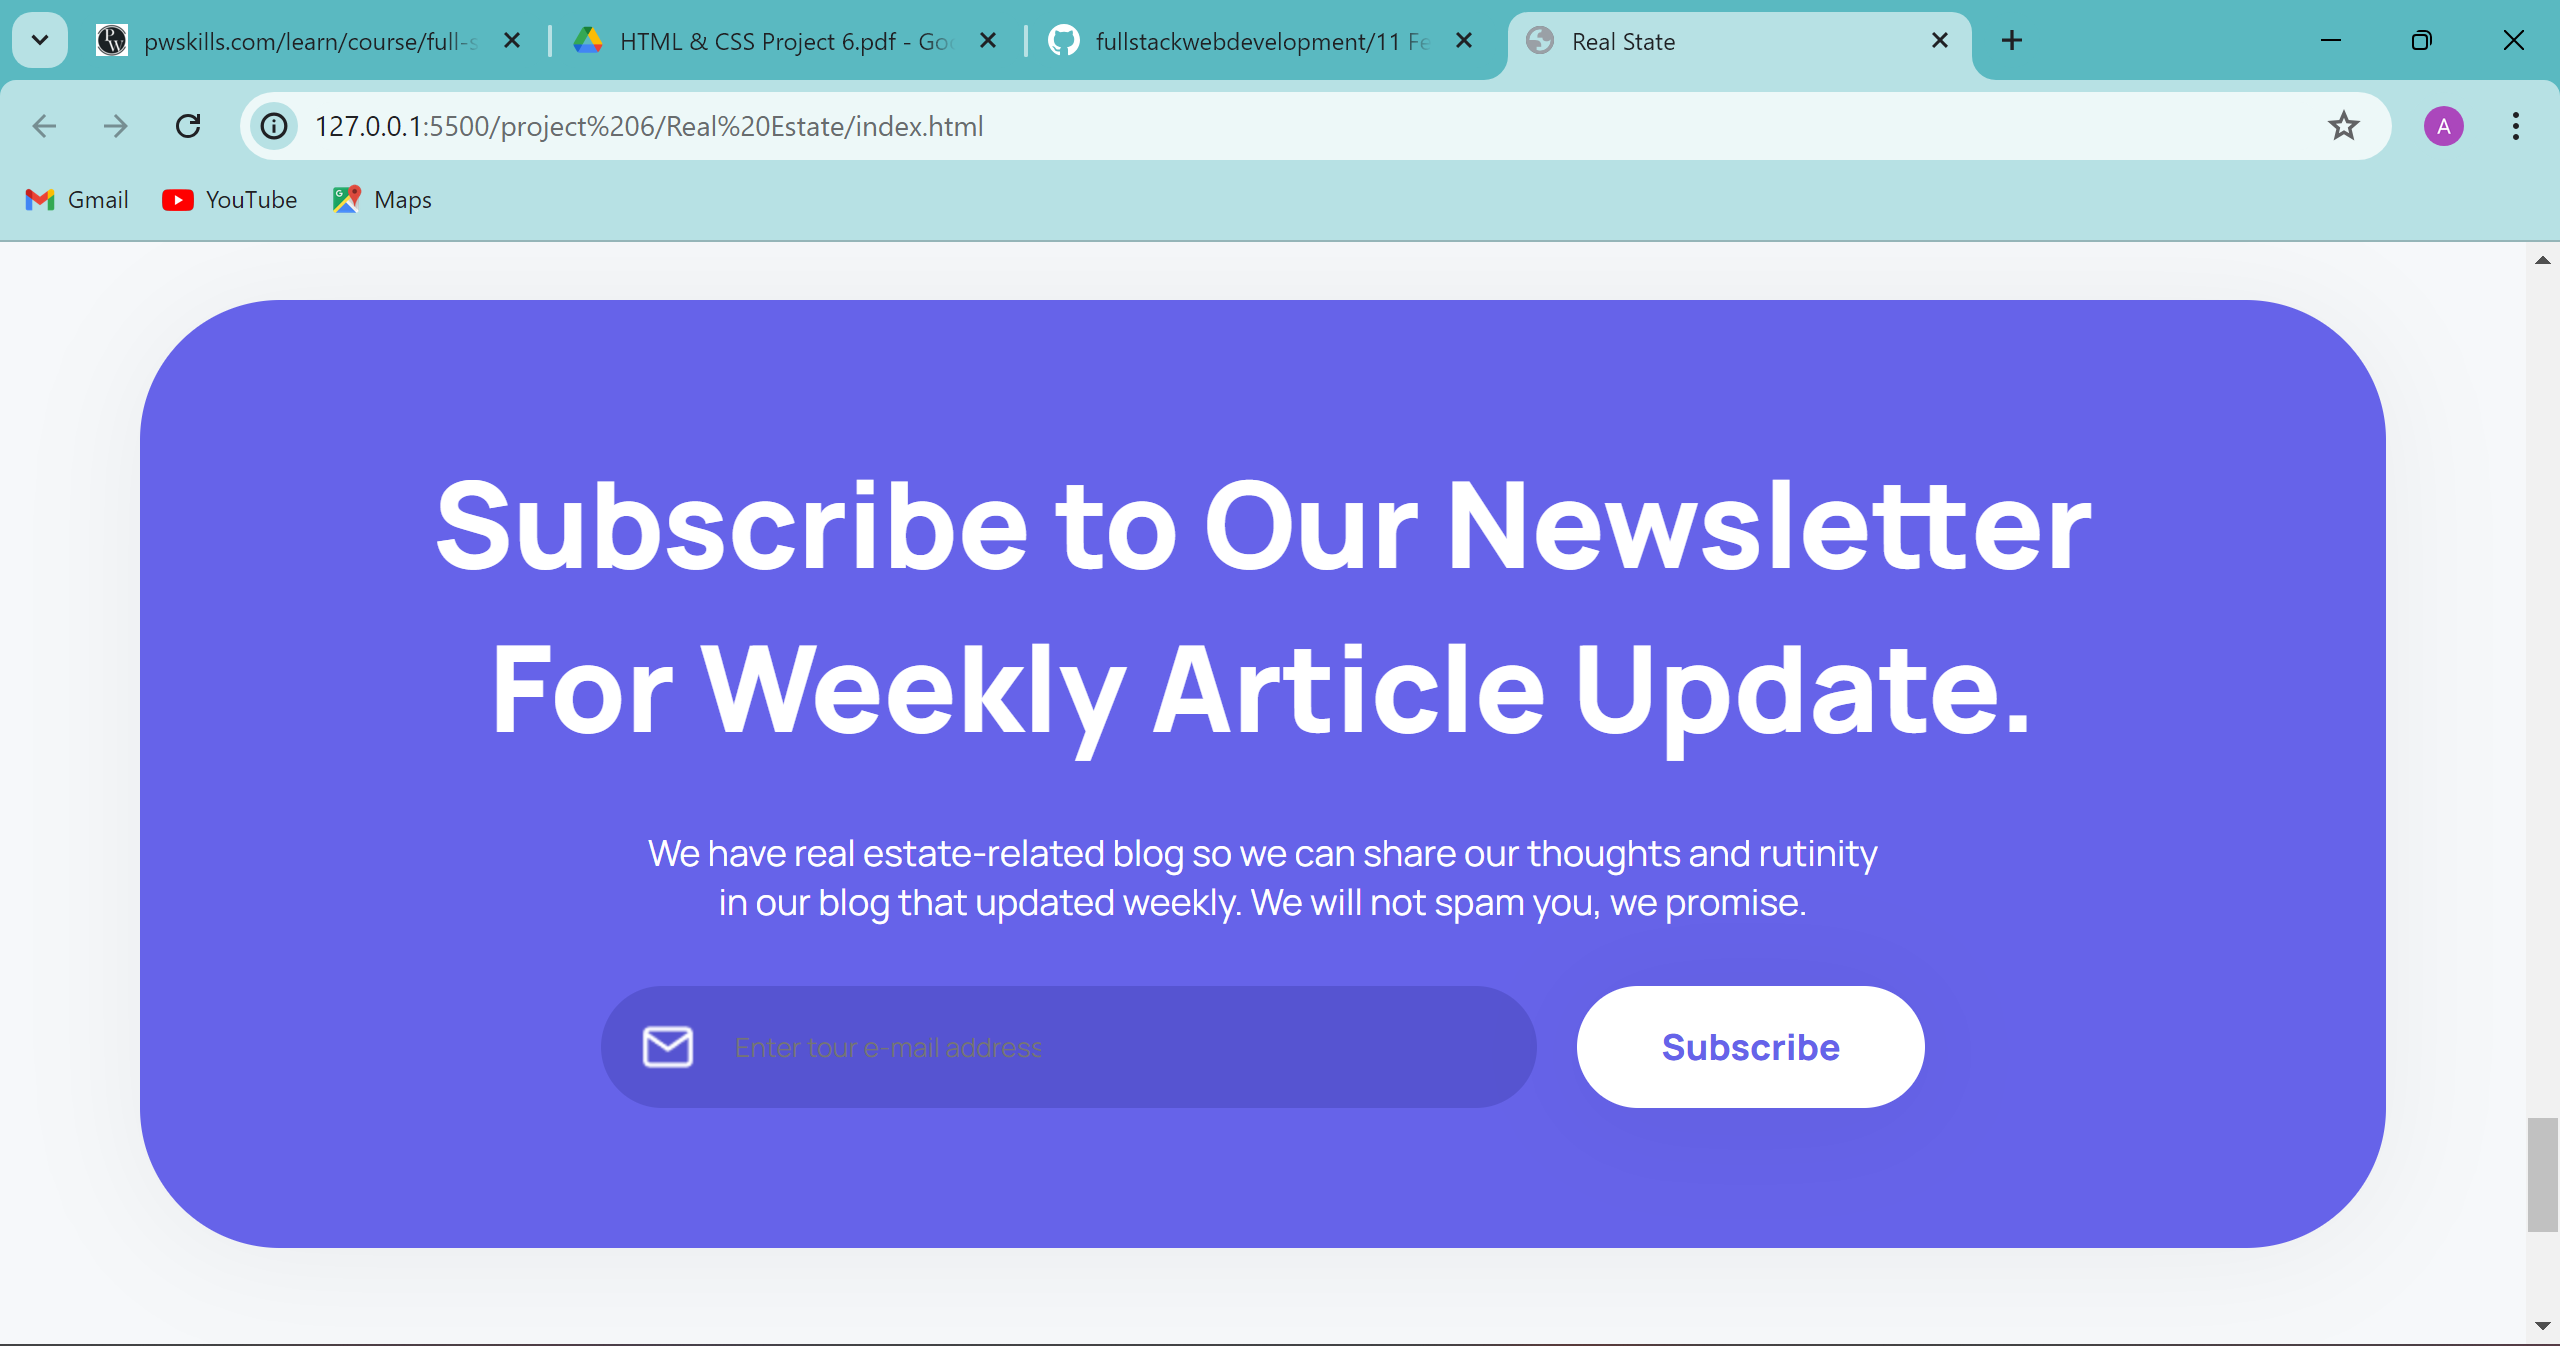 pwskills.com/learn/course/full-s
HTML & CSS Project 6.pdf - Goo
fullstackwebdevelopment/11 Fe
Real State
127.0.0.1:5500/project%206/Real%20Estate/index.html
A
Gmail
YouTube
Maps
Subscribe to Our Newsletter
For Weekly Article Update.
We have real estate-related blog so we can share our thoughts and rutinity
in our blog that updated weekly. We will not spam you, we promise.
Enter tour e-mail address
Subscribe